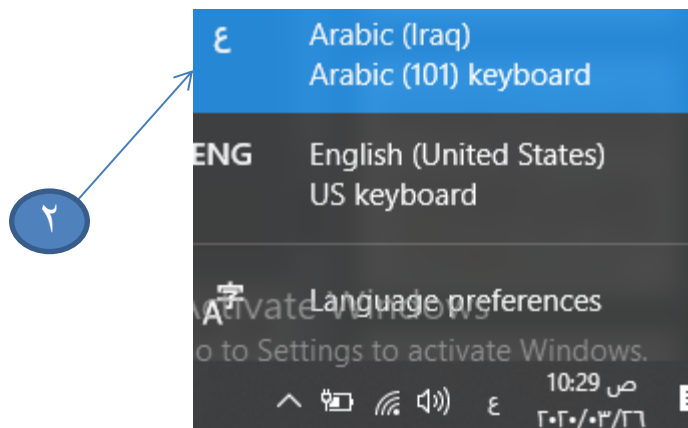 ع
Arabic (Iraq)
Arabic (101) keyboard
ENG
English (United States)
US keyboard
٢
Language preferences
Activate Windows
o to Settings to activate Windows.
ع
10:29 ص
٢٠٢٠/٠٣/٢٦